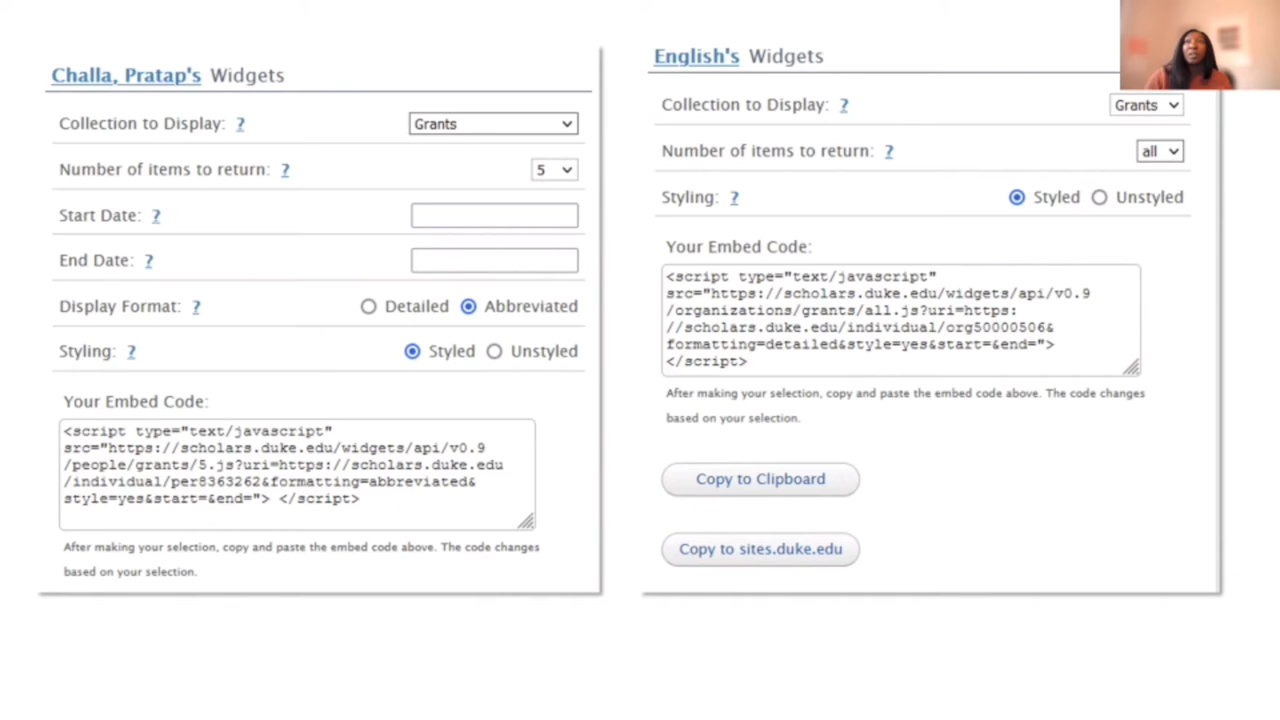 Challa, Pratap's Widgets
Collection to Display: ? Grants
Number of items to return: ? 5
Start Date: ?
End Date: ?
Display Format: ? Detailed Abbreviated
Styling: ? Styled Unstyled
Your Embed Code:
<script type="text/javascript"
src="https://scholars.duke.edu/widgets/api/v0.9
/people/grants/5.js?uri=https://scholars.duke.edu
/individual/per8363262&formatting=abbreviated&
style=yes&start=&end="> </script>
After making your selection, copy and paste the embed code above. The code changes
based on your selection.
English's Widgets
Collection to Display: ? Grants
Number of items to return: ? all
Styling: ? Styled Unstyled
Your Embed Code:
<script type="text/javascript"
src="https://scholars.duke.edu/widgets/api/v0.9
/organizations/grants/all.js?uri=https:
//scholars.duke.edu/individual/org50000506&
formatting=detailed&style=yes&start=&end=">
</script>
After making your selection, copy and paste the embed code above. The code changes
based on your selection.
Copy to Clipboard
Copy to sites.duke.edu